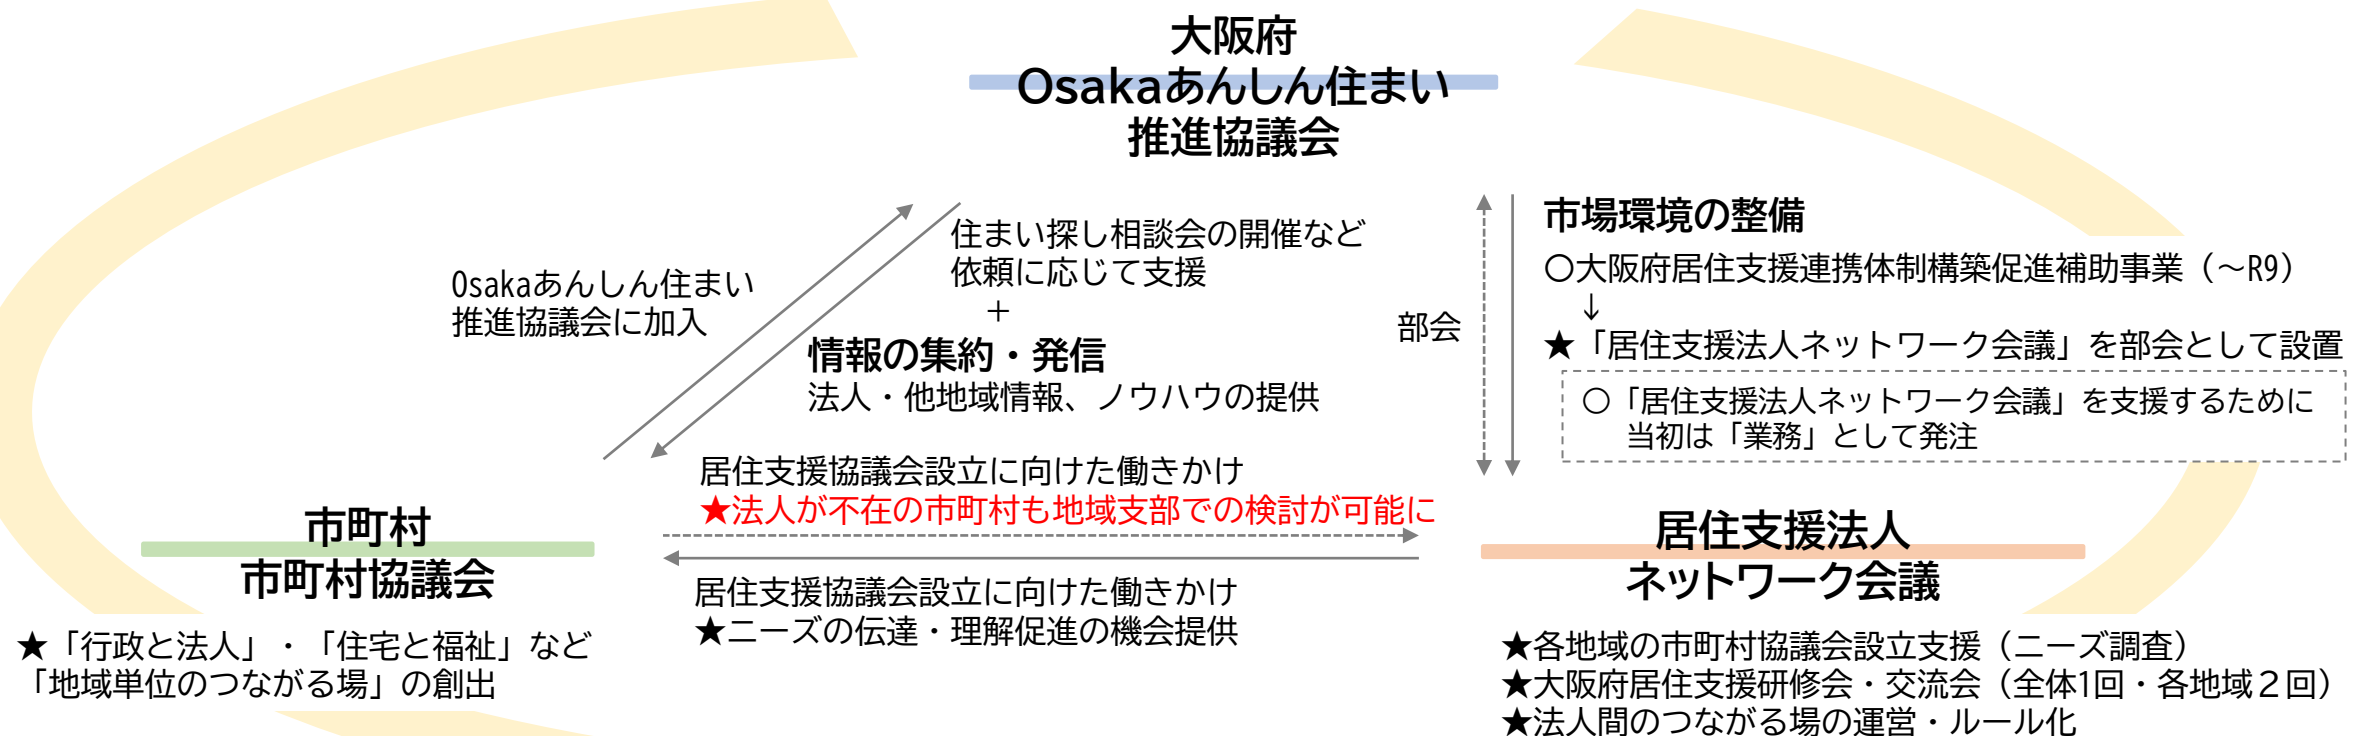 大阪府
Osakaあんしん住まい
推進協議会
市場環境の整備
〇大阪府居住支援連携体制構築促進補助事業（～R9）
↓
★「居住支援法人ネットワーク会議」を部会として設置
〇「居住支援法人ネットワーク会議」を支援するために
当初は「業務」として発注
部会
住まい探し相談会の開催など
依頼に応じて支援
＋
情報の集約・発信
法人・他地域情報、ノウハウの提供
Osakaあんしん住まい
推進協議会に加入
居住支援協議会設立に向けた働きかけ
★法人が不在の市町村も地域支部での検討が可能に
居住支援協議会設立に向けた働きかけ
★ニーズの伝達・理解促進の機会提供
市町村
市町村協議会
★「行政と法人」・「住宅と福祉」など
「地域単位のつながる場」の創出
居住支援法人
ネットワーク会議
★各地域の市町村協議会設立支援（ニーズ調査）
★大阪府居住支援研修会・交流会（全体1回・各地域２回）
★法人間のつながる場の運営・ルール化